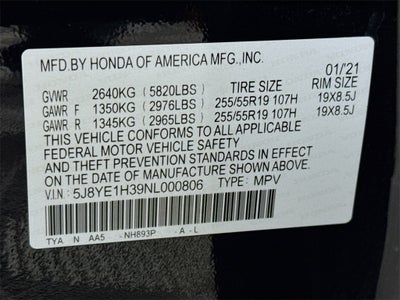 MFD.BY HONDA OF AMERICA MFG.,INC.
01/21
GVWR 2640KG (5820LBS) TIRE SIZE RIM SIZE
GAWR F 1350KG (2976LBS) 255/55R19 107H 19X8.5J
GAWR R 1345KG (2965LBS) 255/55R19 107H 19X8.5J
THIS VEHICLE CONFORMS TO ALL APPLICABLE
FEDERAL MOTOR VEHICLE SAFETY
AND THEFT PREVENTION STANDARDS IN EFFECT
ON THE DATE OF MANUFACTURE SHOWN ABOVE.
V.I.N: 5J8YE1H39NL000806 TYPE: MPV
TYA N AA5 -NH893P -A -L